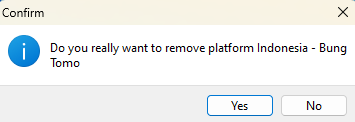 Confirm
Do you really want to remove platform Indonesia - Bung
Tomo
Yes
No